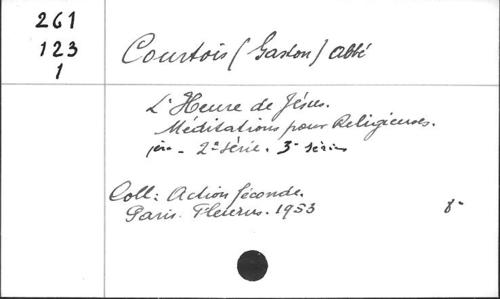 261
123
1
Courtois (Gaston) abbé
L'Heure de Jésus.
Méditations pour Religieuses.
1ère - 2e série. 3e série
Coll: Action féconde.
Paris. Fleurus. 1953
8°